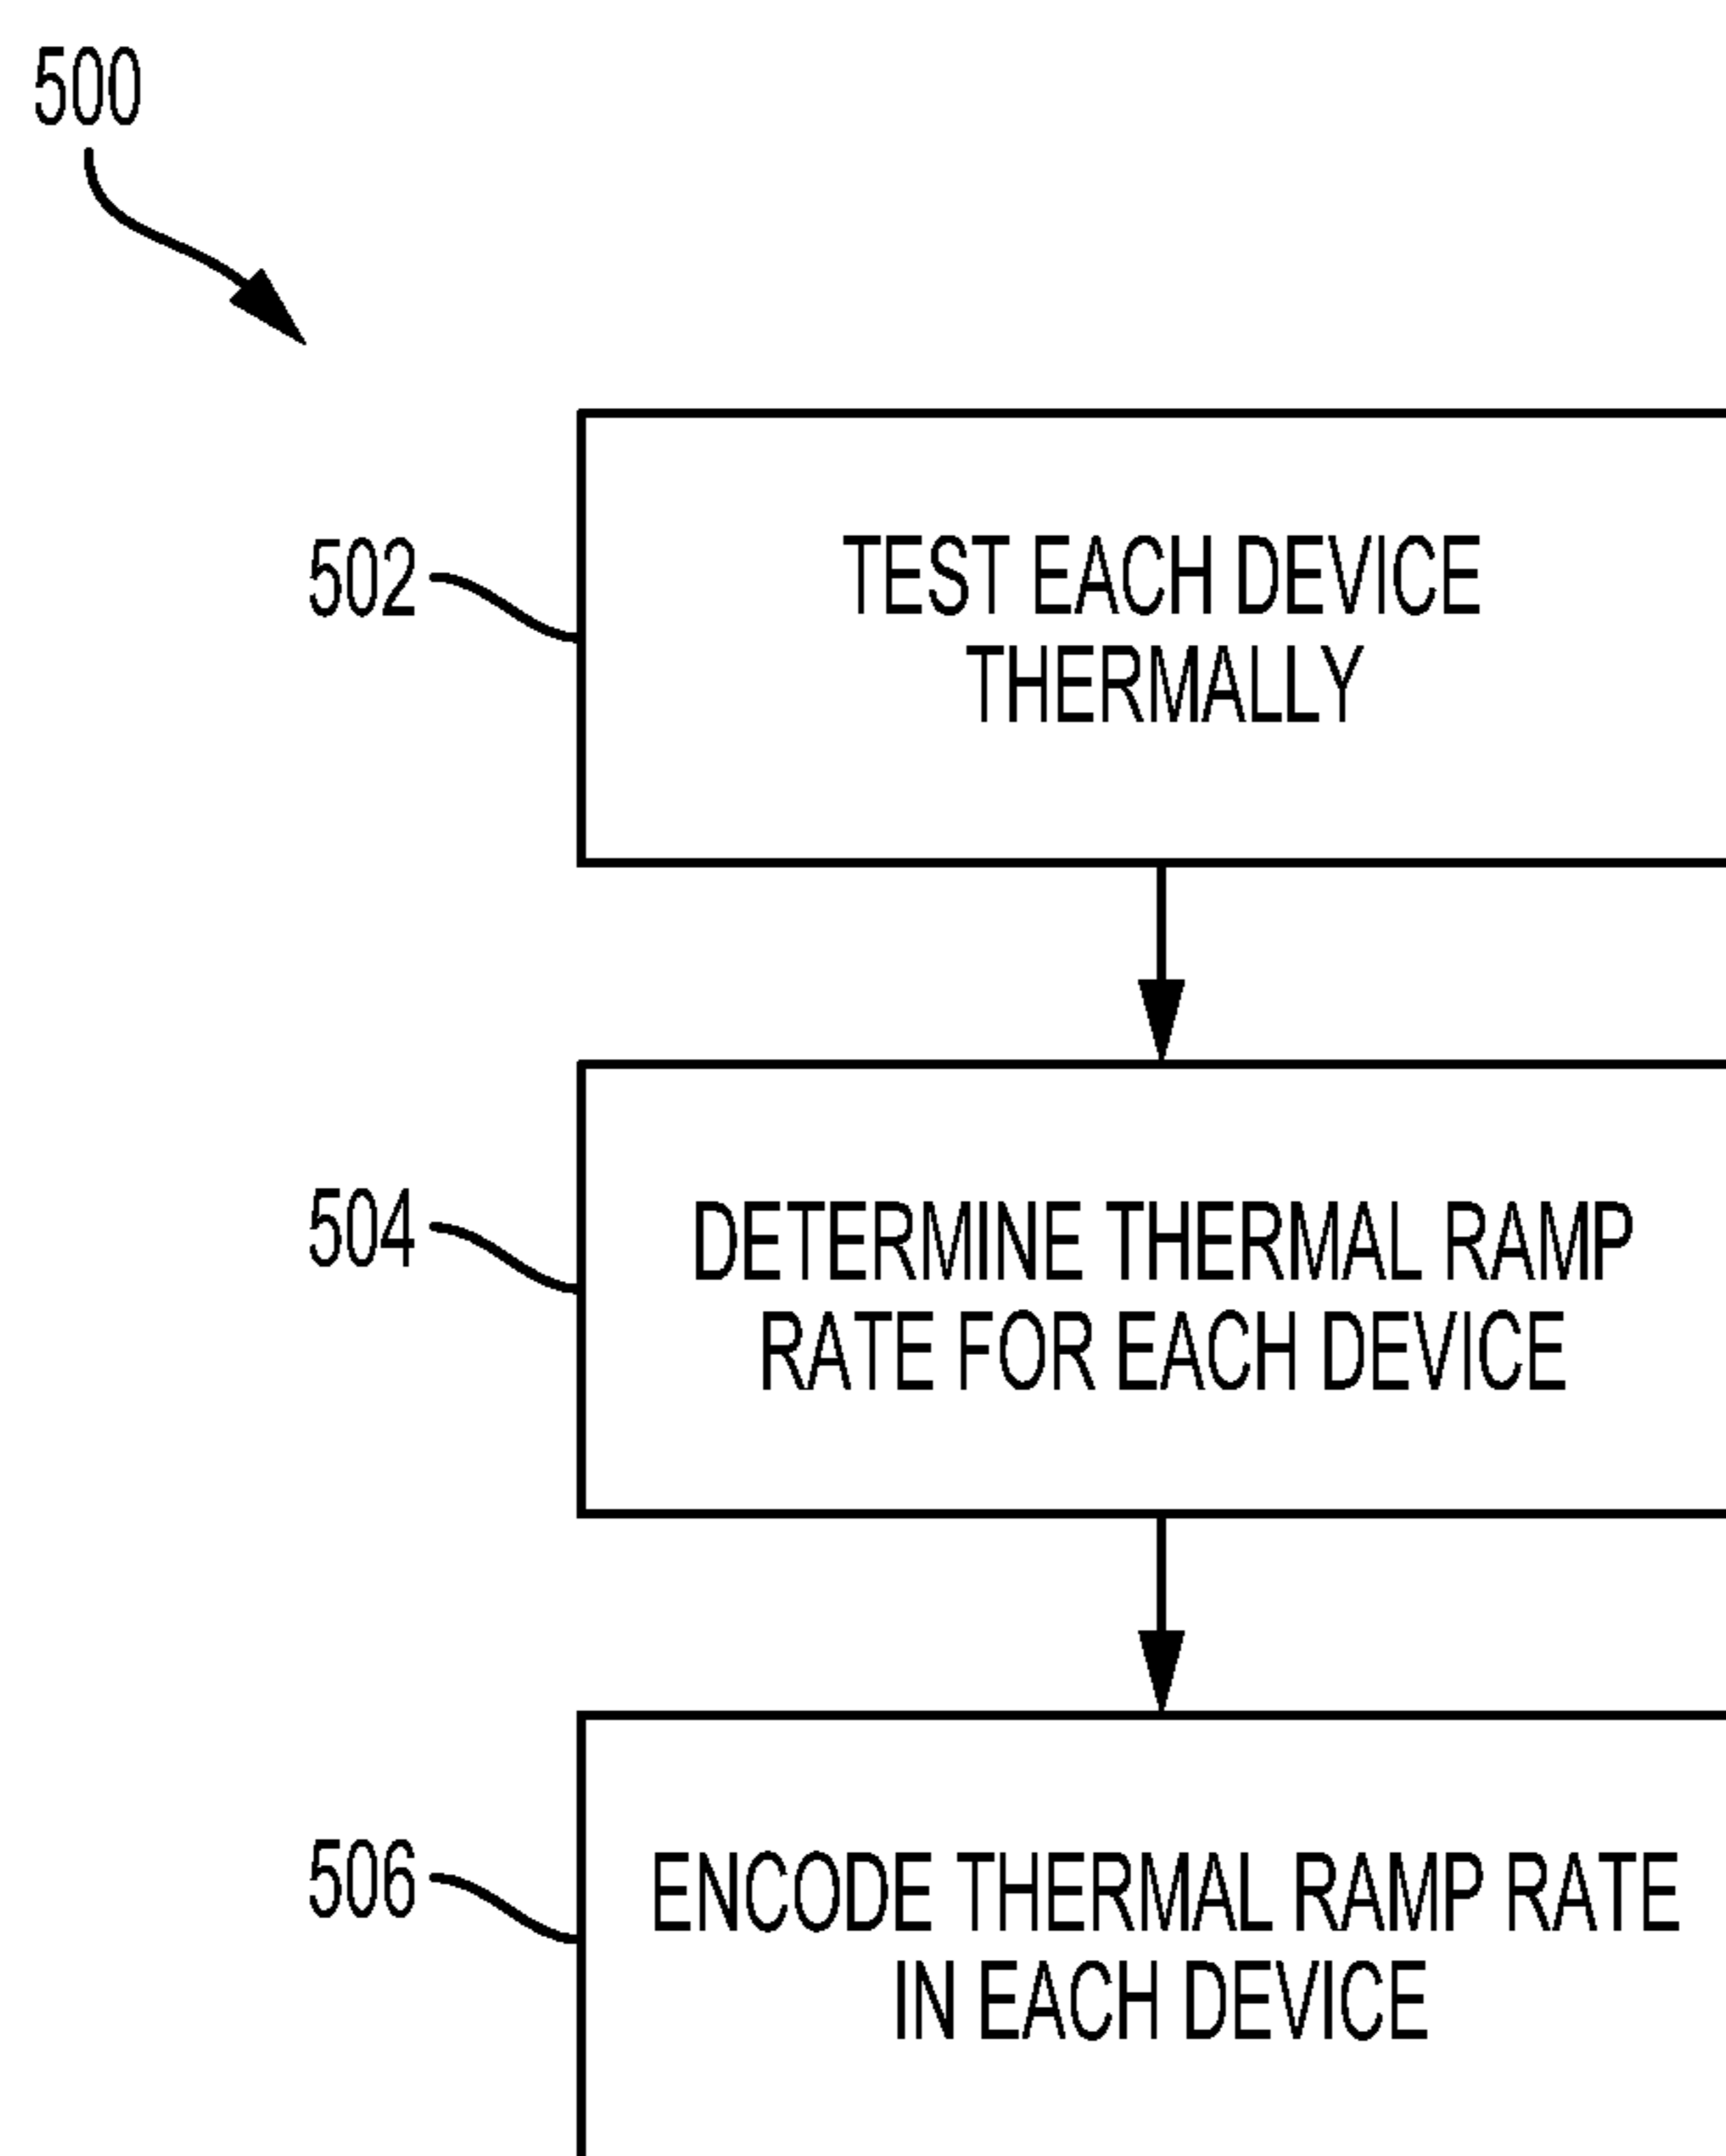 500
502
TEST EACH DEVICE
THERMALLY
504
DETERMINE THERMAL RAMP
RATE FOR EACH DEVICE
506
ENCODE THERMAL RAMP RATE
IN EACH DEVICE